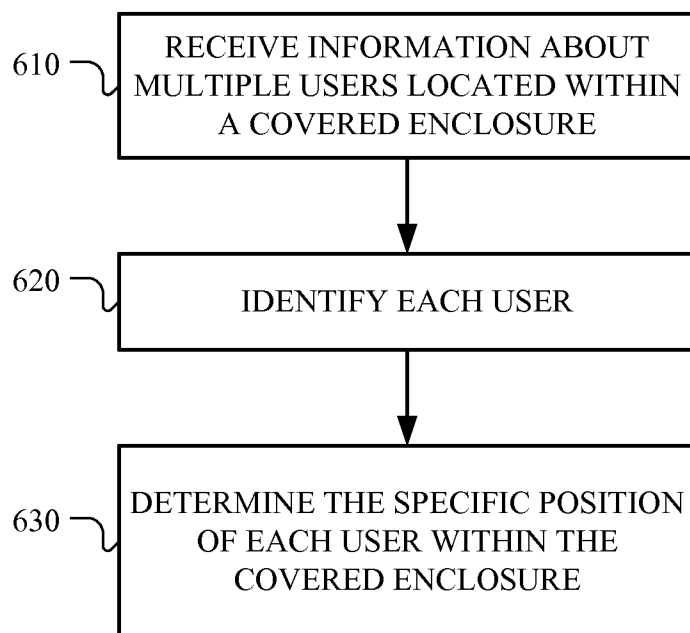 610
RECEIVE INFORMATION ABOUT
MULTIPLE USERS LOCATED WITHIN
A COVERED ENCLOSURE
620
IDENTIFY EACH USER
630
DETERMINE THE SPECIFIC POSITION
OF EACH USER WITHIN THE
COVERED ENCLOSURE